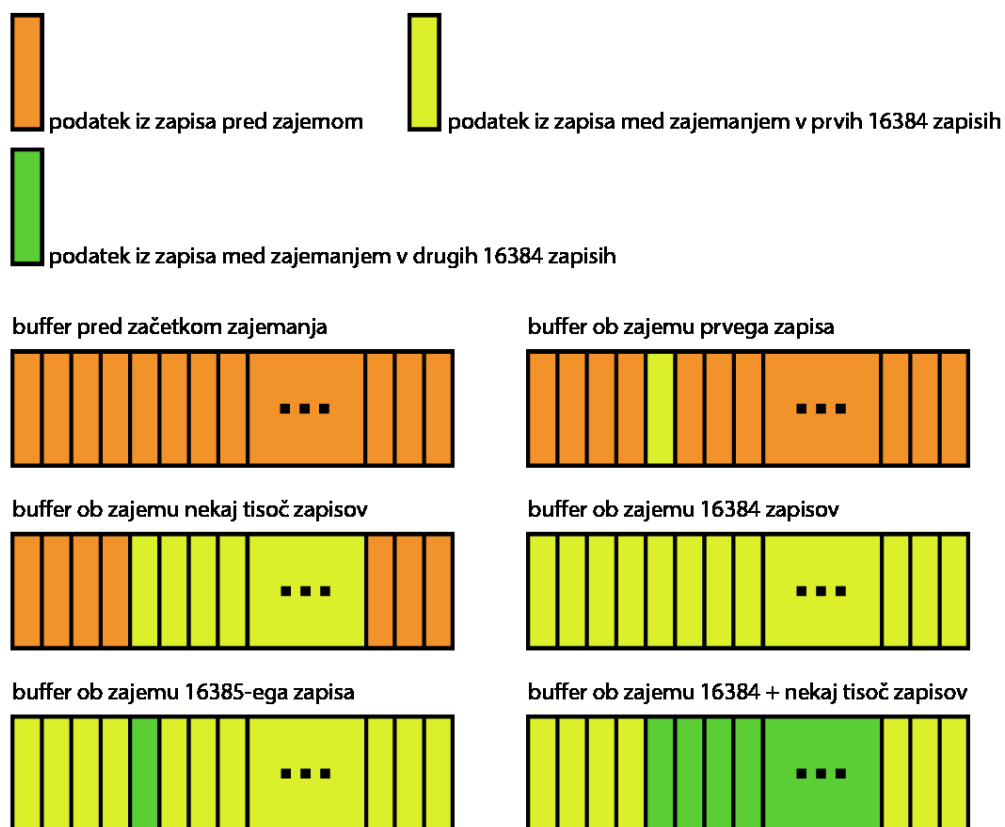 podatek iz zapisa pred zajemom
podatek iz zapisa med zajemanjem v prvih 16384 zapisih
podatek iz zapisa med zajemanjem v drugih 16384 zapisih
buffer pred začetkom zajemanja
buffer ob zajemu prvega zapisa
buffer ob zajemu nekaj tisoč zapisov
buffer ob zajemu 16384 zapisov
buffer ob zajemu 16385-ega zapisa
buffer ob zajemu 16384 + nekaj tisoč zapisov